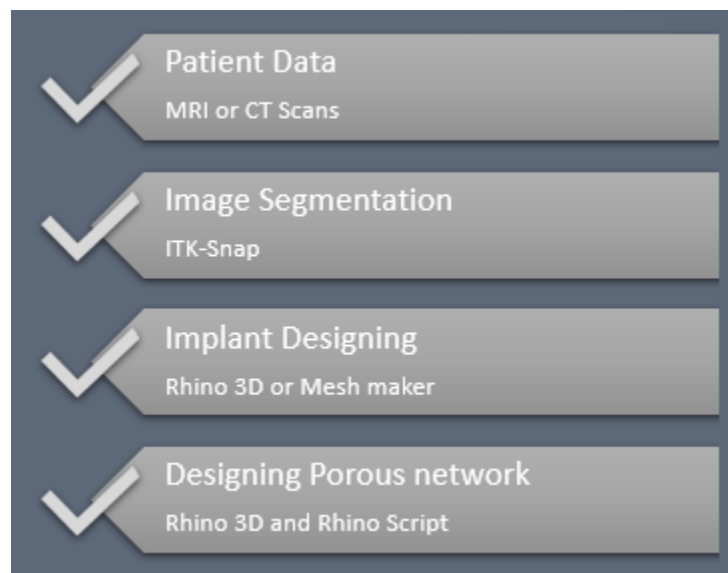 Patient Data
MRI or CT Scans
Image Segmentation
ITK-Snap
Implant Designing
Rhino 3D or Mesh maker
Designing Porous network
Rhino 3D and Rhino Script